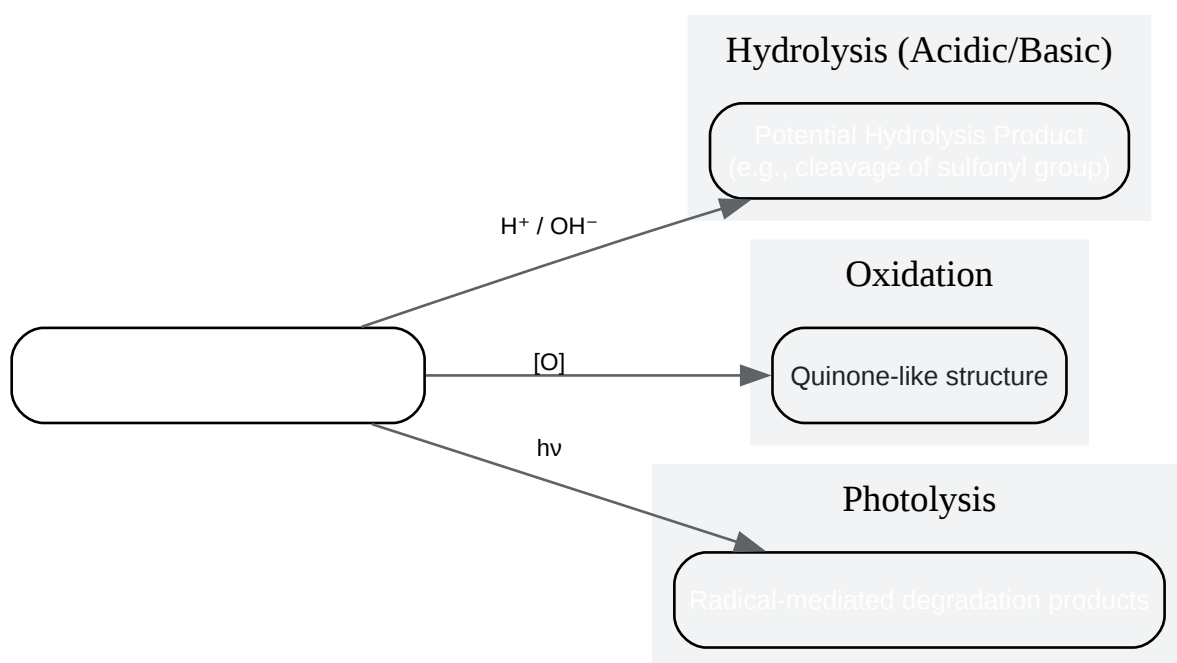 Hydrolysis (Acidic/Basic)
Potential Hydrolysis Product
(e.g., cleavage of sulfonyl group)
H⁺ / OH⁻
Oxidation
[O]
Quinone-like structure
hν
Photolysis
Radical-mediated degradation products